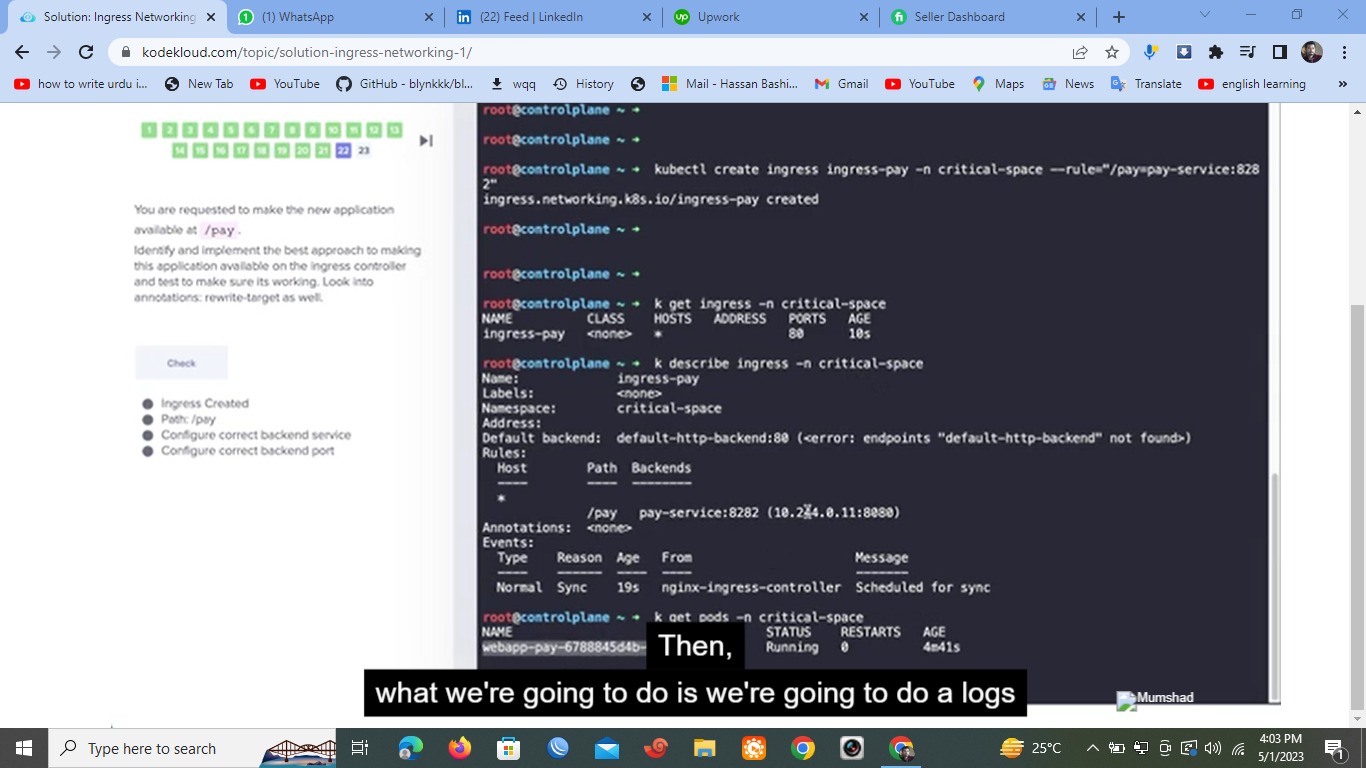 Solution: Ingress Networking
(1) WhatsApp
(22) Feed | LinkedIn
Upwork
Seller Dashboard
kodekloud.com/topic/solution-ingress-networking-1/
how to write urdu i...
New Tab
YouTube
GitHub - blynkkk/bl...
wqq
History
Mail - Hassan Bashi...
Gmail
YouTube
Maps
News
Translate
english learning
1 2 3 4 5 6 7 8 9 10 11 12 13
14 15 16 17 18 19 20 21 22 23
You are requested to make the new application
available at /pay .
Identify and implement the best approach to making
this application available on the ingress controller
and test to make sure its working. Look into
annotations: rewrite-target as well.
Check
Ingress Created
Path: /pay
Configure correct backend service
Configure correct backend port
root@controlplane ~ ➜
root@controlplane ~ ➜
root@controlplane ~ ➜ kubectl create ingress ingress-pay -n critical-space --rule="/pay=pay-service:828
2"
ingress.networking.k8s.io/ingress-pay created
root@controlplane ~ ➜
root@controlplane ~ ➜
root@controlplane ~ ➜ k get ingress -n critical-space
NAME CLASS HOSTS ADDRESS PORTS AGE
ingress-pay <none> * 80 10s
root@controlplane ~ ➜ k describe ingress -n critical-space
Name: ingress-pay
Labels: <none>
Namespace: critical-space
Address:
Default backend: default-http-backend:80 (<error: endpoints "default-http-backend" not found>)
Rules:
Host Path Backends
---- ---- --------
*
/pay pay-service:8282 (10.244.0.11:8080)
Annotations: <none>
Events:
Type Reason Age From Message
---- ------ ---- ---- -------
Normal Sync 19s nginx-ingress-controller Scheduled for sync
root@controlplane ~ ➜ k get pods -n critical-space
NAME STATUS RESTARTS AGE
webapp-pay-6788845d4b- Running 0 4m41s
Then,
what we're going to do is we're going to do a logs
Mumshad
Type here to search
25°C
4:03 PM
5/1/2023
1